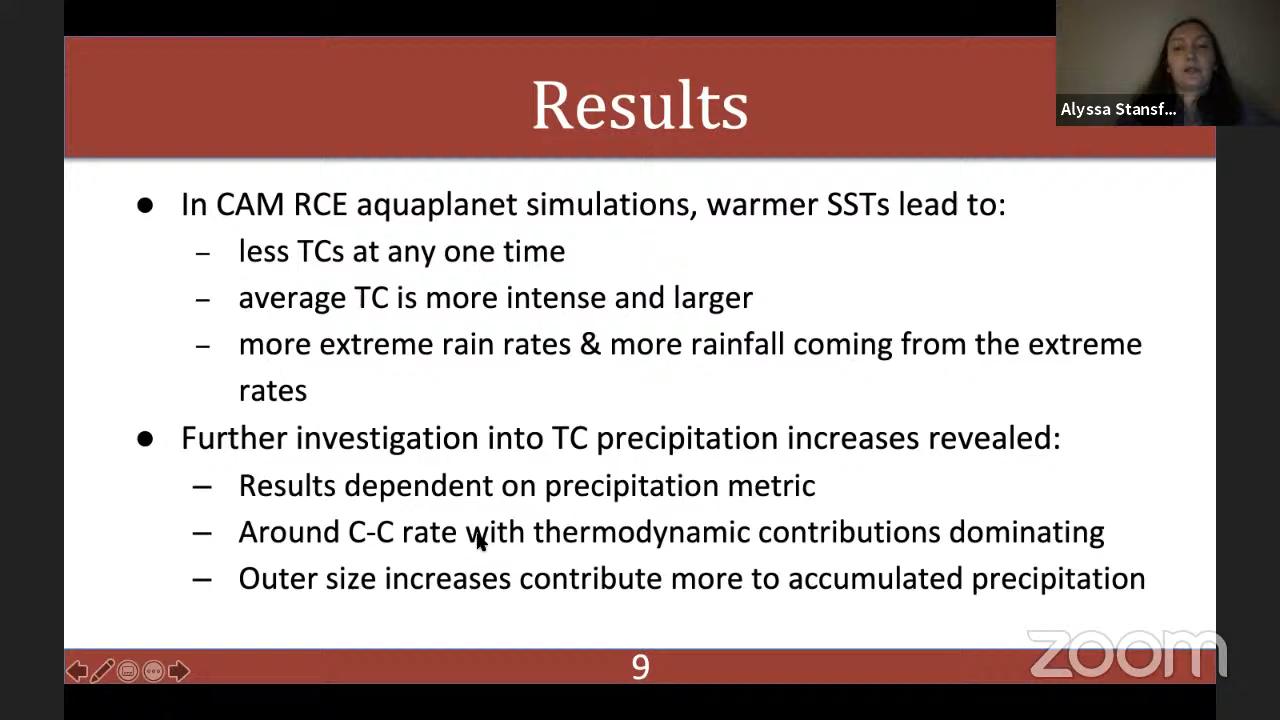 Results
Alyssa Stansf...
● In CAM RCE aquaplanet simulations, warmer SSTs lead to:
– less TCs at any one time
– average TC is more intense and larger
– more extreme rain rates & more rainfall coming from the extreme
rates
● Further investigation into TC precipitation increases revealed:
– Results dependent on precipitation metric
– Around C-C rate with thermodynamic contributions dominating
– Outer size increases contribute more to accumulated precipitation
zoom
9